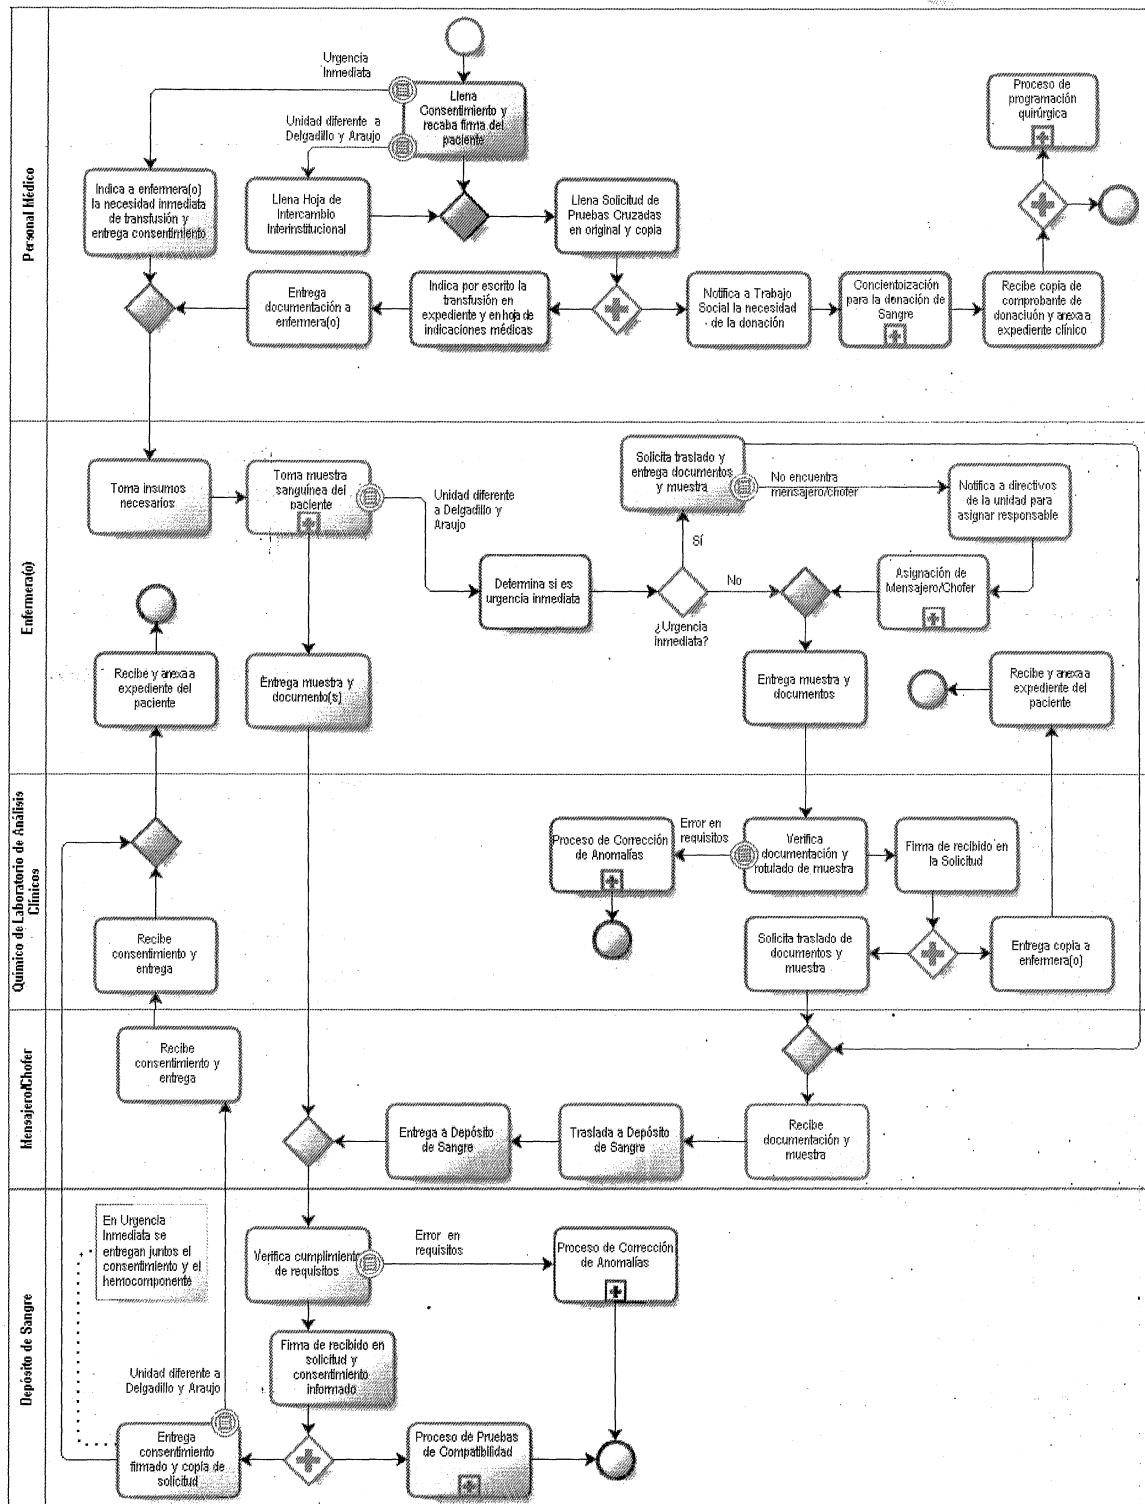 Personal Médico
Urgencia
Inmediata
Llena
Consentimiento y
recaba firma del
paciente
Unidad diferente a
Delgadillo y Araujo
Proceso de
programación
quirúrgica
Indica a enfermera(o)
la necesidad inmediata
de transfusión y
entrega consentimiento
Llena Hoja de
Intercambio
Interinstitucional
Llena Solicitud de
Pruebas Cruzadas
en original y copia
Entrega
documentación a
enfermera(o)
Indica por escrito la
transfusión en
expediente y en hoja de
indicaciones médicas
Notifica a Trabajo
Social la necesidad
de la donación
Concientoización
para la donación de
Sangre
Recibe copia de
comprobante de
donaciuón y anexa a
expediente clínico
Enfermera(o)
Toma insumos
necesarios
Toma muestra
sanguínea del
paciente
Unidad diferente
a Delgadillo y
Araujo
Solicita traslado y
entrega documentos
y muestra
No encuentra
mensajero/chofer
Notifica a directivos
de la unidad para
asignar responsable
Sí
Determina si es
urgencia inmediata
No
¿Urgencia
Inmediata?
Asignación de
Mensajero/Chofer
Recibe y anexa a
expediente del
paciente
Entrega muestra y
documento(s)
Entrega muestra y
documentos
Recibe y anexa a
expediente del
paciente
Químico de Laboratorio de Análisis
Clínicos
Proceso de Corrección
de Anomalías
Error en
requisitos
Verifica
documentación y
rotulado de muestra
Firma de recibido en
la Solicitud
Recibe
consentimiento y
entrega
Solicita traslado de
documentos y
muestra
Entrega copia a
enfermera(o)
Mensajero/Chofer
Recibe
consentimiento y
entrega
Entrega a Depósito
de Sangre
Traslada a Depósito
de Sangre
Recibe
documentación y
muestra
Depósito de Sangre
En Urgencia
Inmediata se
entregan juntos el
consentimiento y el
hemocomponente
Verifica cumplimiento
de requisitos
Error en
requisitos
Proceso de Corrección
de Anomalías
Firma de recibido en
solicitud y
consentimiento
informado
Unidad diferente a
Delgadillo y Araujo
Entrega
consentimiento
firmado y copia de
solicitud
Proceso de Pruebas
de Compatibilidad